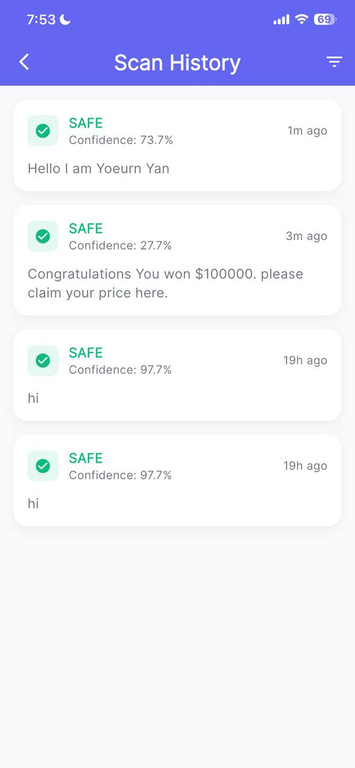 7:53
69
Scan History
SAFE
Confidence: 73.7%
1m ago
Hello I am Yoeurn Yan
SAFE
Confidence: 27.7%
3m ago
Congratulations You won $100000. please
claim your price here.
SAFE
Confidence: 97.7%
19h ago
hi
SAFE
Confidence: 97.7%
19h ago
hi